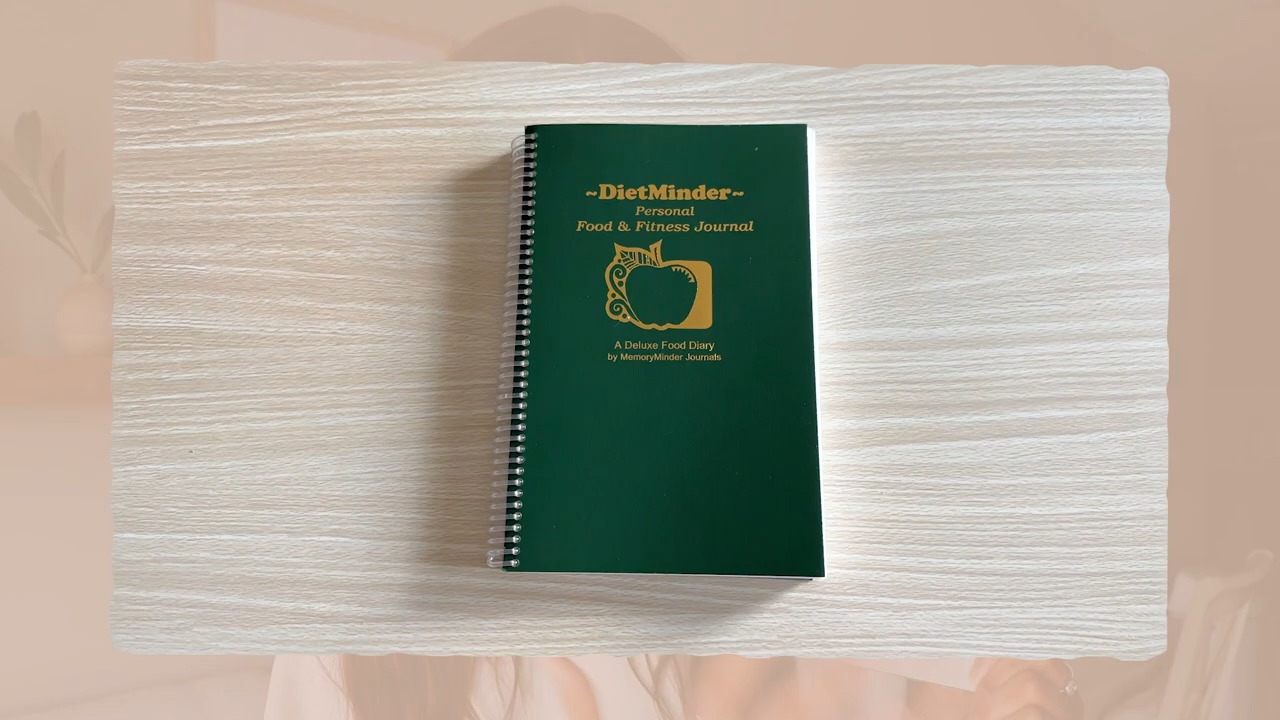 ~DietMinder~
Personal
Food & Fitness Journal
A Deluxe Food Diary
by MemoryMinder Journals